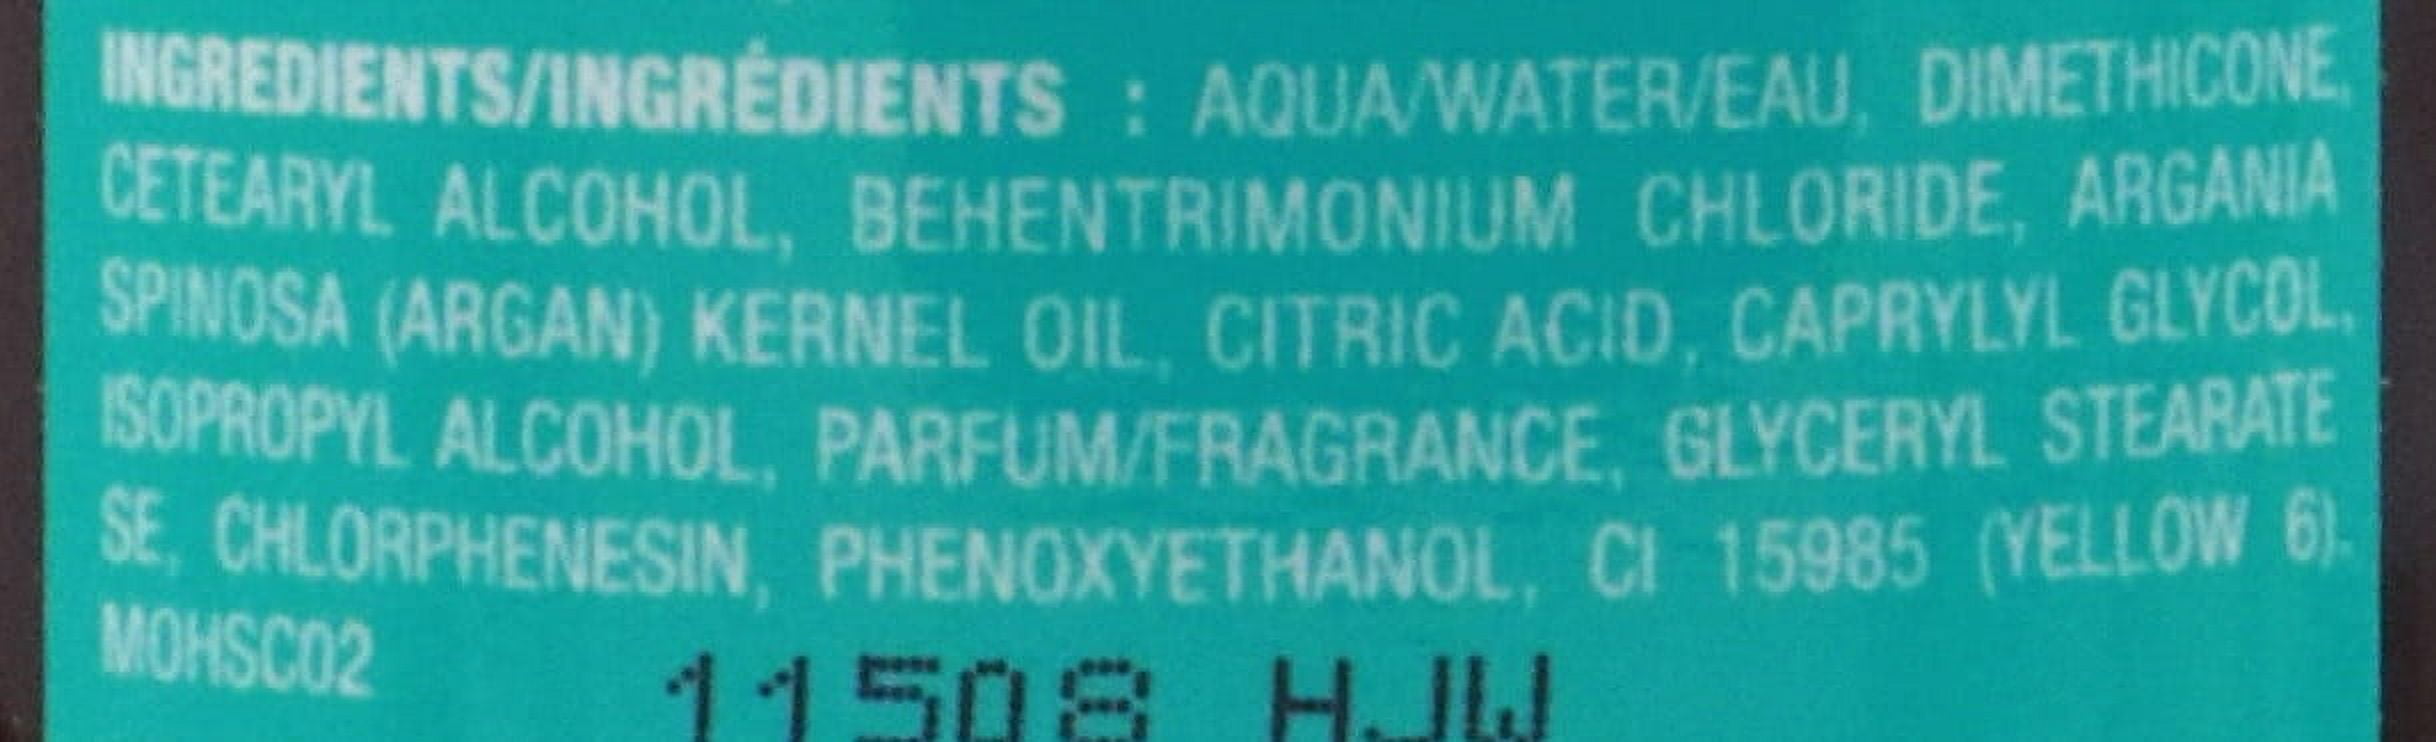 INGREDIENTS/INGRÉDIENTS : AQUA/WATER/EAU, DIMETHICONE,
CETEARYL ALCOHOL, BEHENTRIMONIUM CHLORIDE, ARGANIA
SPINOSA (ARGAN) KERNEL OIL, CITRIC ACID, CAPRYLYL GLYCOL,
ISOPROPYL ALCOHOL, PARFUM/FRAGRANCE, GLYCERYL STEARATE
SE, CHLORPHENESIN, PHENOXYETHANOL, CI 15985 (YELLOW 6).
MOHSC02
11508 HJW